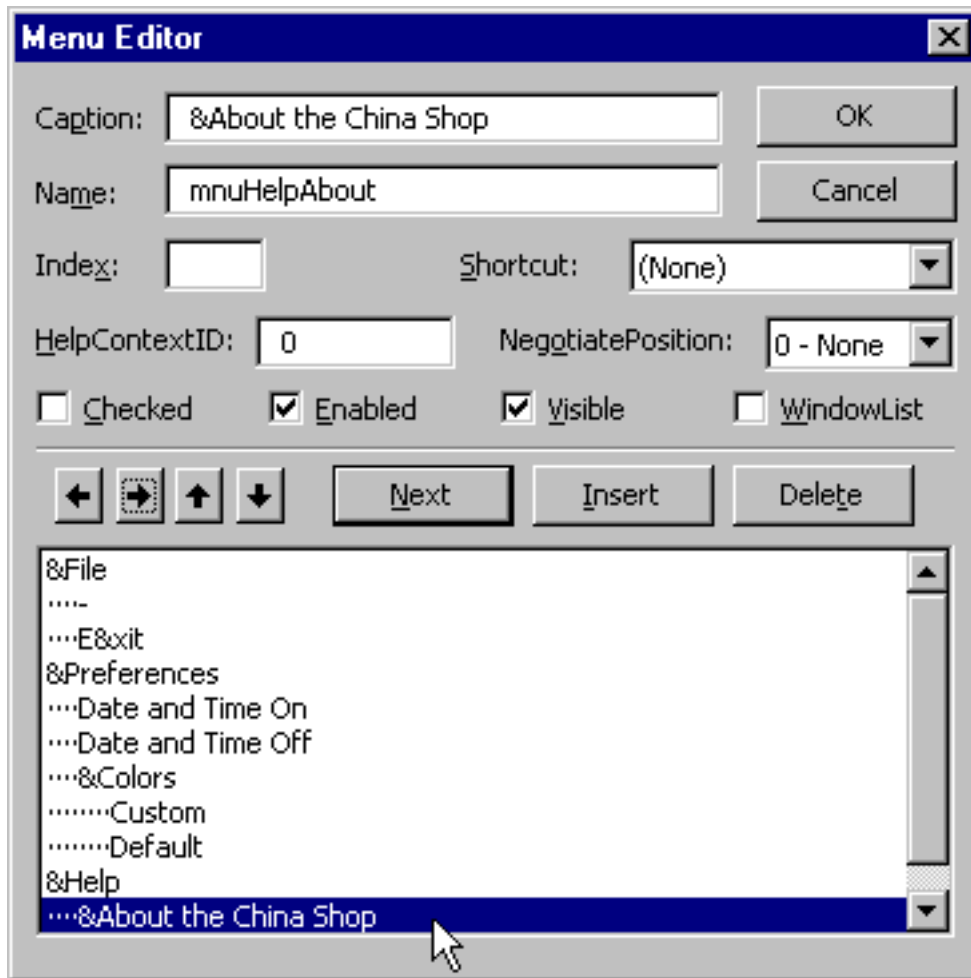 Menu Editor
Caption: &About the China Shop OK
Name: mnuHelpAbout Cancel
Index: Shortcut: (None)
HelpContextID: 0 NegotiatePosition: 0 - None
Checked Enabled Visible WindowList
Next Insert Delete
&File
····-
····E&xit
&Preferences
····Date and Time On
····Date and Time Off
····&Colors
········Custom
········Default
&Help
····&About the China Shop